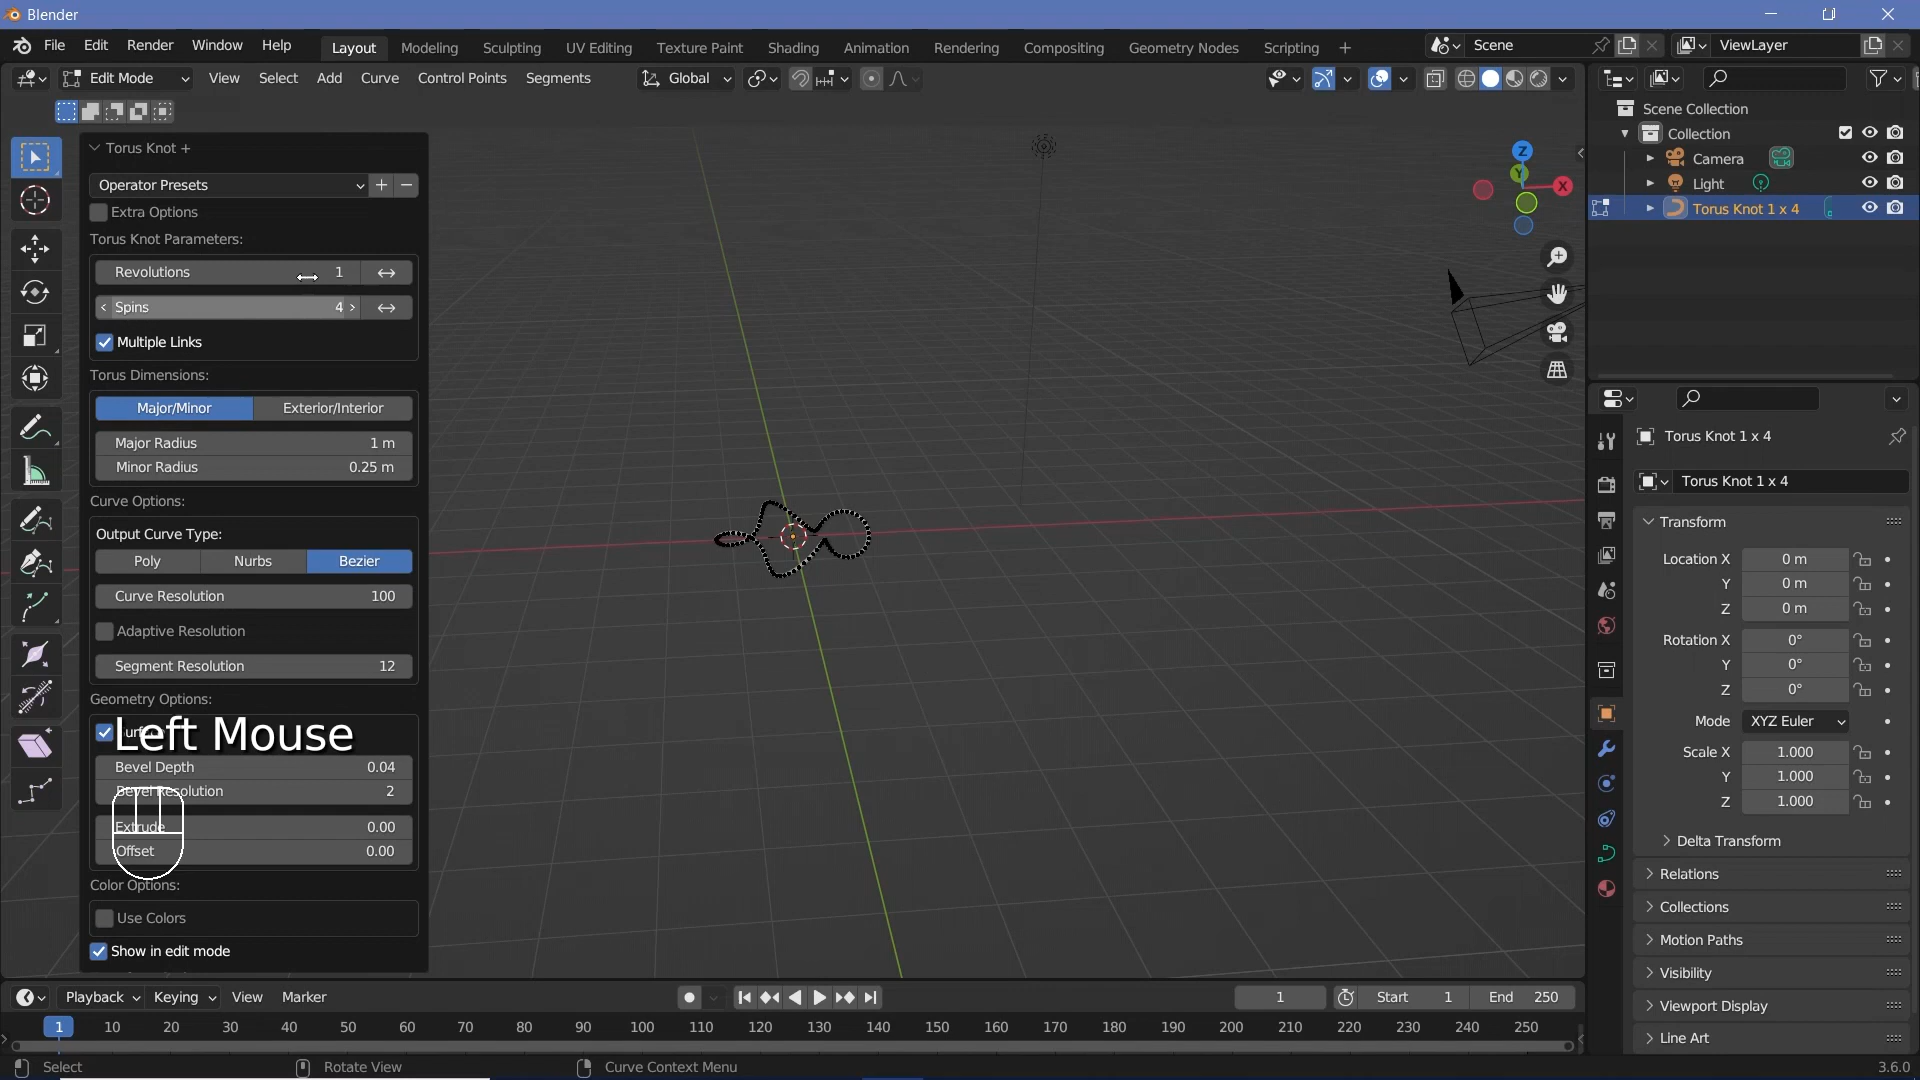 Blender
File Edit Render Window Help Layout Modeling Sculpting UV Editing Texture Paint Shading Animation Rendering Compositing Geometry Nodes Scripting + Scene ViewLayer
Edit Mode View Select Add Curve Control Points Segments Global
Scene Collection
Collection
Camera
Light
Torus Knot 1 x 4
Z
Y
X
Torus Knot +
Operator Presets + −
Extra Options
Torus Knot Parameters:
Revolutions 1
Spins 4
Multiple Links
Torus Dimensions:
Major/Minor Exterior/Interior
Major Radius 1 m
Minor Radius 0.25 m
Curve Options:
Output Curve Type:
Poly Nurbs Bezier
Curve Resolution 100
Adaptive Resolution
Segment Resolution 12
Geometry Options:
Left Mouse
Bevel Depth 0.04
Bevel Resolution 2
Extrude 0.00
Offset 0.00
Color Options:
Use Colors
Show in edit mode
Torus Knot 1 x 4
Torus Knot 1 x 4
Transform
Location X 0 m
Y 0 m
Z 0 m
Rotation X 0°
Y 0°
Z 0°
Mode XYZ Euler
Scale X 1.000
Y 1.000
Z 1.000
Delta Transform
Relations
Collections
Motion Paths
Visibility
Viewport Display
Line Art
Playback Keying View Marker 1 Start 1 End 250
1 10 20 30 40 50 60 70 80 90 100 110 120 130 140 150 160 170 180 190 200 210 220 230 240 250
Select Rotate View Curve Context Menu 3.6.0